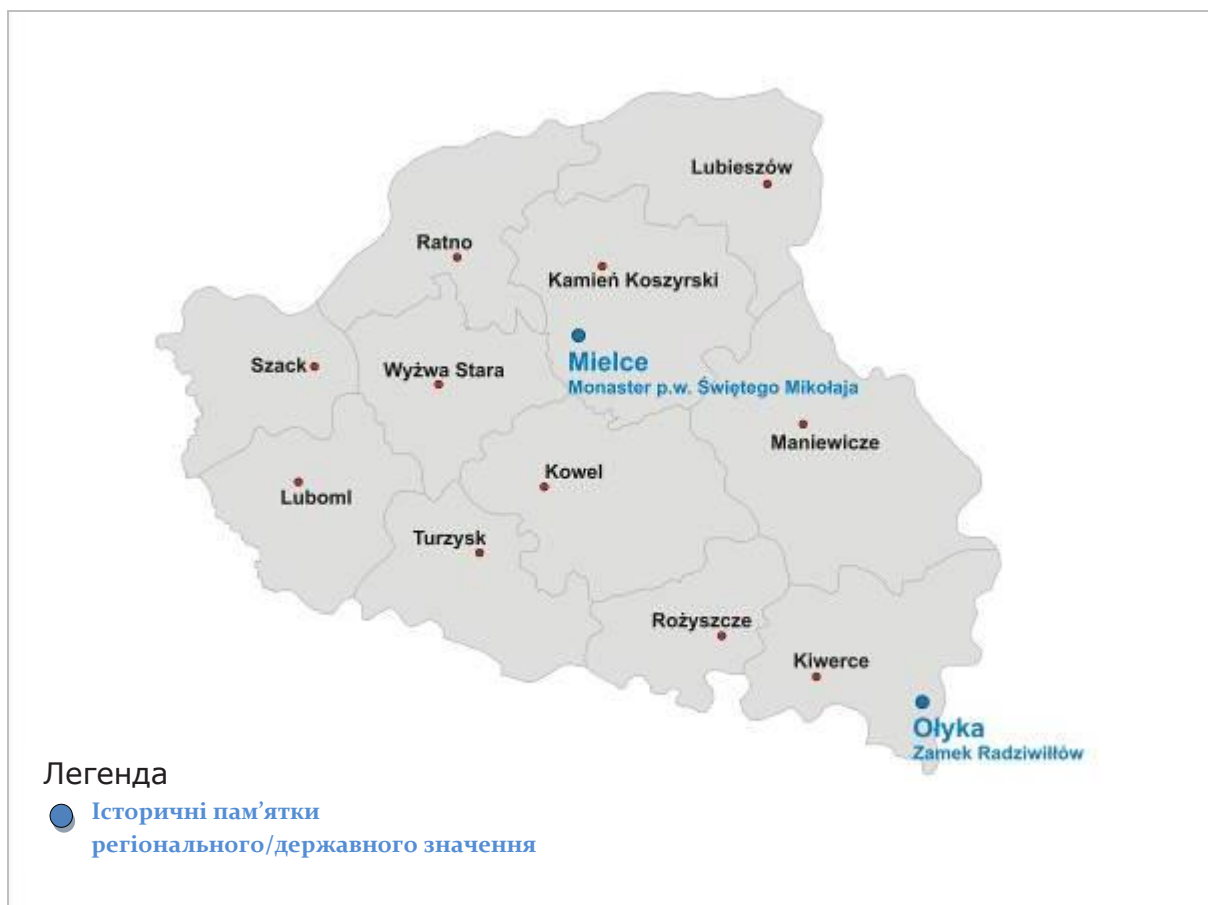 Lubieszów
Ratno
Kamień Koszyrski
Mielce
Monaster p.w. Świętego Mikołaja
Szack
Wyżwa Stara
Maniewicze
Kowel
Luboml
Turzysk
Rożyszcze
Kiwerce
Ołyka
Zamek Radziwiłłów
Легенда
Історичні пам’ятки
регіонального/державного значення